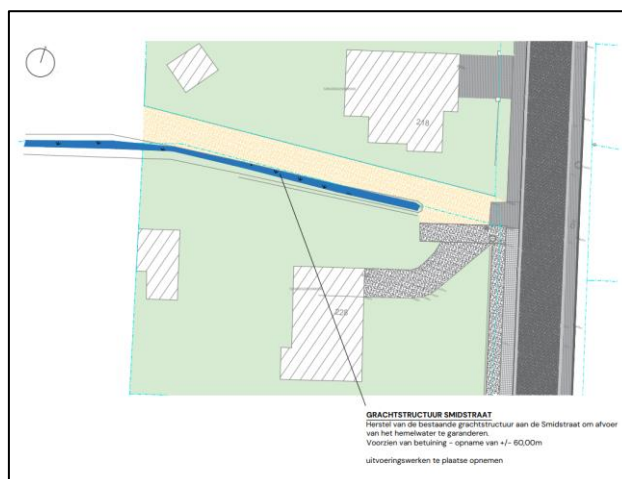 218
228
GRACHTSTRUCTUUR SMIDSTRAAT
Herstel van de bestaande grachtstructuur aan de Smidstraat om afvoer
van het hemelwater te garanderen.
Voorzien van betuining - opname van +/- 60,00m
uitvoeringswerken te plaatse opnemen